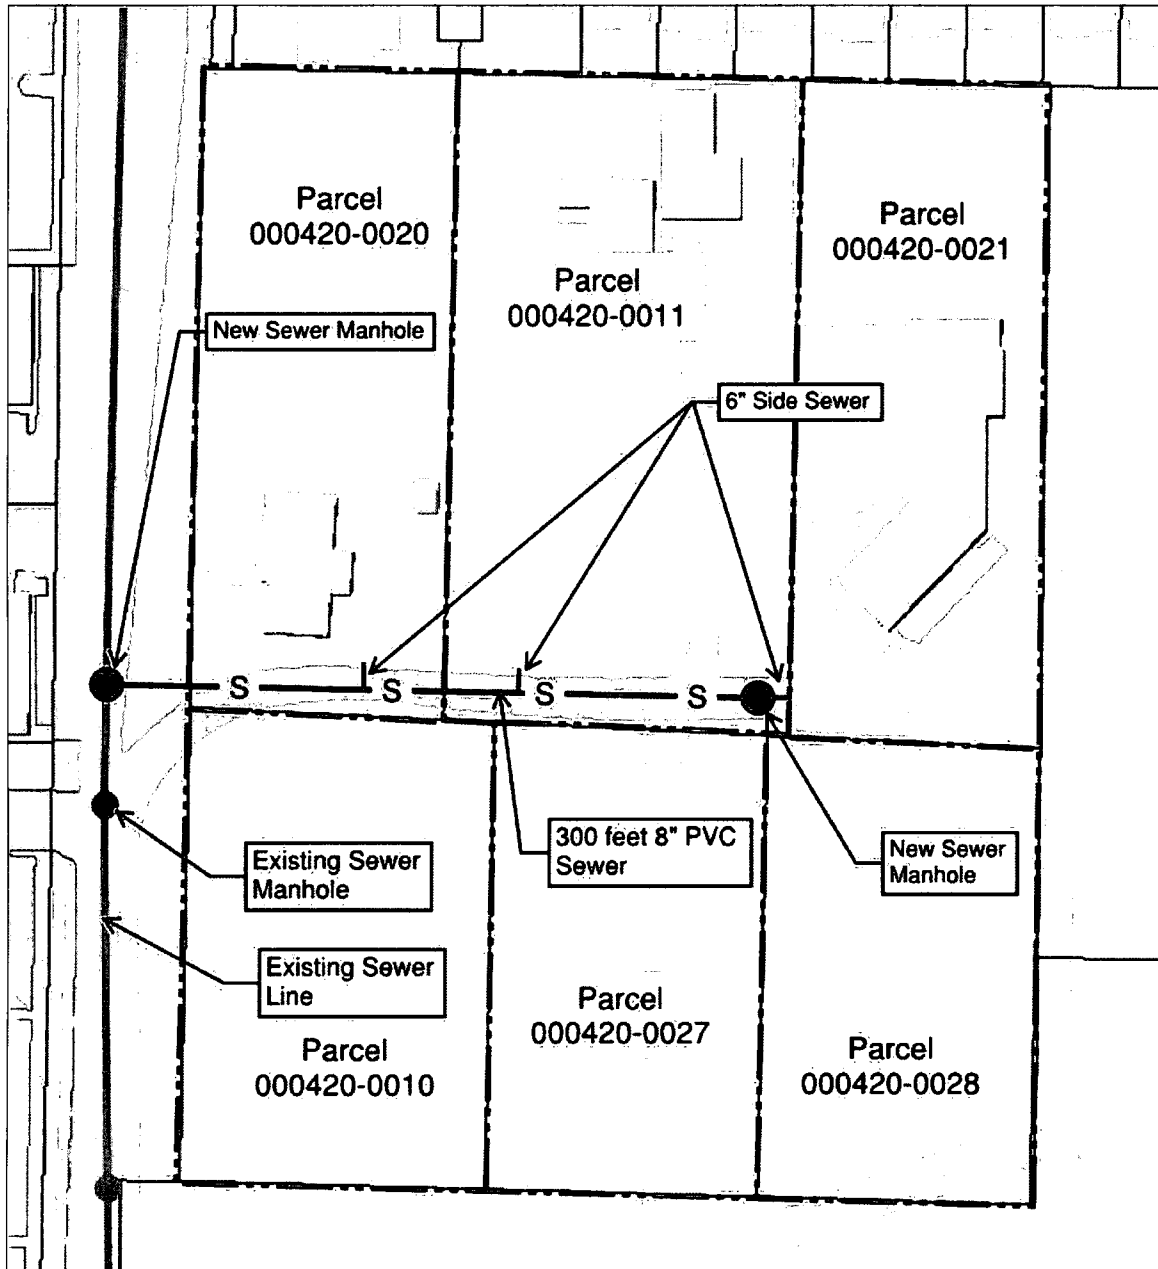 Parcel
000420-0020
Parcel
000420-0021
Parcel
000420-0011
New Sewer Manhole
6" Side Sewer
S
S
S
S
300 feet 8" PVC
Sewer
New Sewer
Manhole
Existing Sewer
Manhole
Existing Sewer
Line
Parcel
000420-0010
Parcel
000420-0027
Parcel
000420-0028